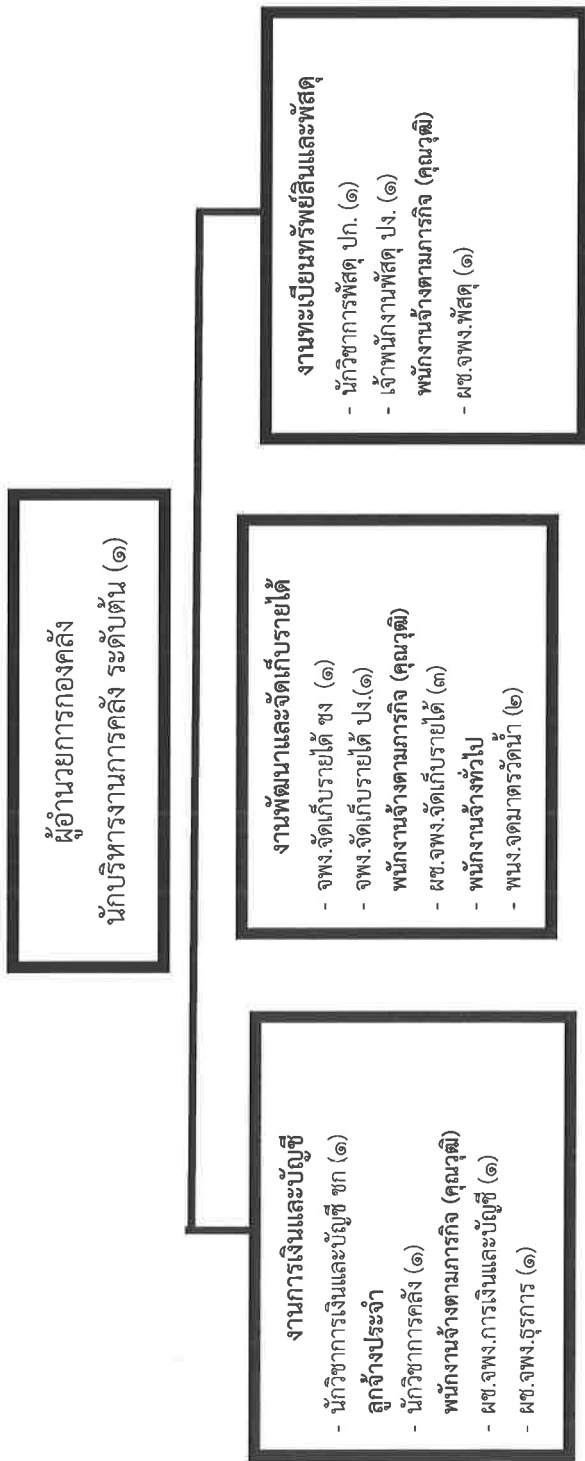 ผู้อำนวยการกองคลัง
นักบริหารงานการคลัง ระดับต้น (๑)
งานการเงินและบัญชี
- นักวิชาการเงินและบัญชี ชก (๑)
ลูกจ้างประจำ
- นักวิชาการคลัง (๑)
พนักงานจ้างตามภารกิจ (คุณวุฒิ)
- ผช.จพง.การเงินและบัญชี (๑)
- ผช.จพง.ธุรการ (๑)
งานพัฒนาและจัดเก็บรายได้
- จพง.จัดเก็บรายได้ ชง (๑)
- จพง.จัดเก็บรายได้ ปง.(๑)
พนักงานจ้างตามภารกิจ (คุณวุฒิ)
- ผช.จพง.จัดเก็บรายได้ (๓)
- พนักงานจ้างทั่วไป
- พนง.จดมาตรวัดน้ำ (๒)
งานทะเบียนทรัพย์สินและพัสดุ
- นักวิชาการพัสดุ ปก. (๑)
- เจ้าพนักงานพัสดุ ปง. (๑)
พนักงานจ้างตามภารกิจ (คุณวุฒิ)
- ผช.จพง.พัสดุ (๑)